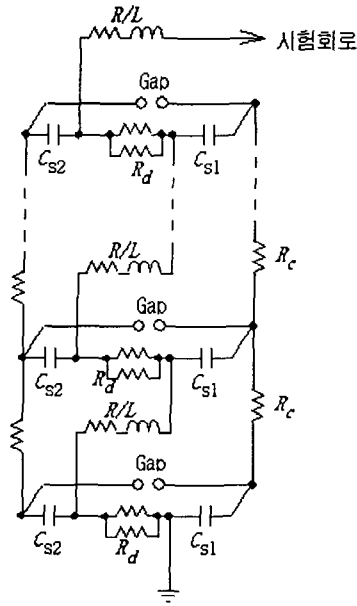 R/L
시험회로
Gap
C_s2
R_d
C_s1
R/L
R_c
Gap
C_s2
R_d
C_s1
R/L
R_c
Gap
C_s2
R_d
C_s1